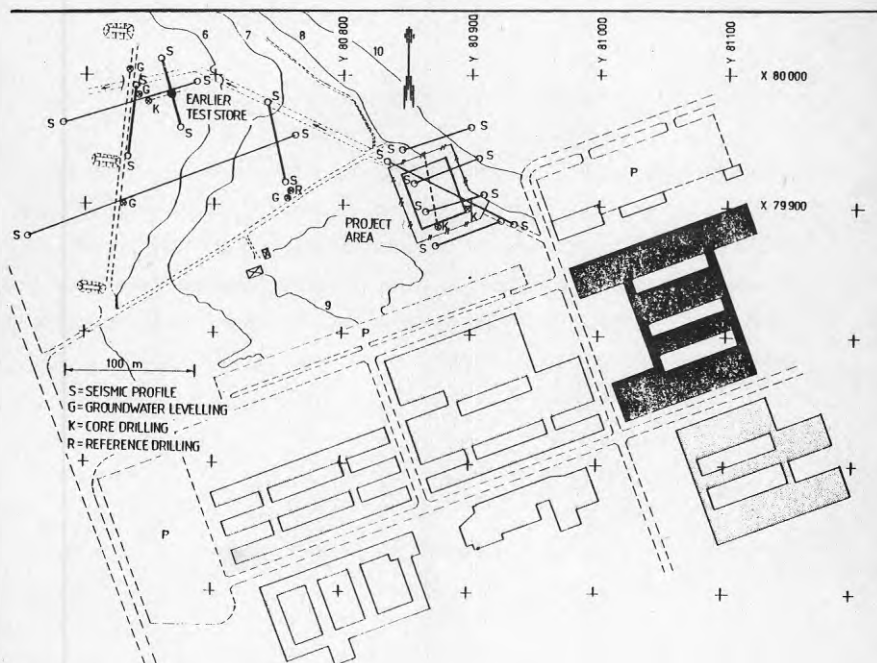 6
7
8
10
Y 80 800
Y 80 900
Y 81 000
Y 81 100
X 80 000
G
S
S
S
G
K
EARLIER
TEST STORE
S
S
S
S
S
S
S
S
S
S
S
P
S
R
G
G
S
K
K
S
S
X 79 900
PROJECT
AREA
S
S
9
P
100 m
S = SEISMIC PROFILE
G = GROUNDWATER LEVELLING
K = CORE DRILLING
R = REFERENCE DRILLING
P